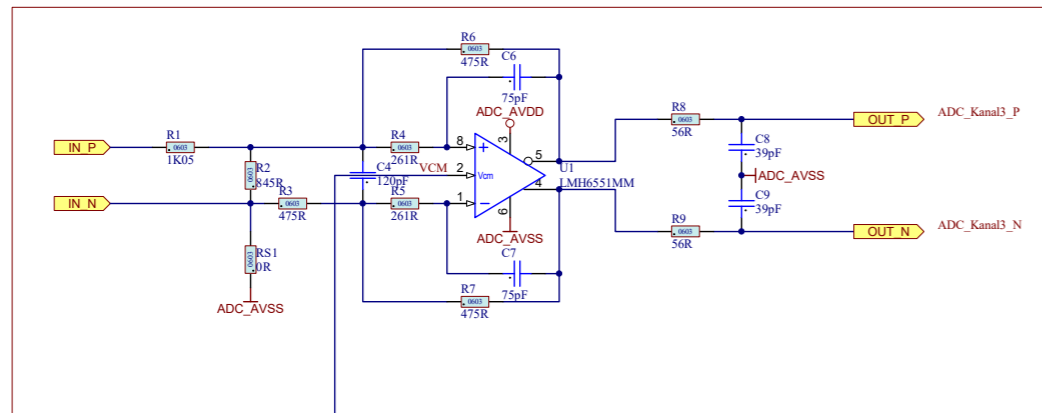 R6
0603
475R
C6
75pF
ADC_AVDD
R8
0603
56R
OUT_P
ADC_Kanal3_P
IN_P
R1
0603
1K05
R4
0603
261R
8
3
5
U1
C8
39pF
R2
0603
845R
C4
120pF
VCM
2
Vcm
4
LMH6551MM
ADC_AVSS
IN_N
R3
0603
475R
R5
0603
261R
1
6
ADC_AVSS
C9
39pF
R9
0603
56R
OUT_N
ADC_Kanal3_N
RS1
0603
0R
ADC_AVSS
C7
75pF
R7
0603
475R